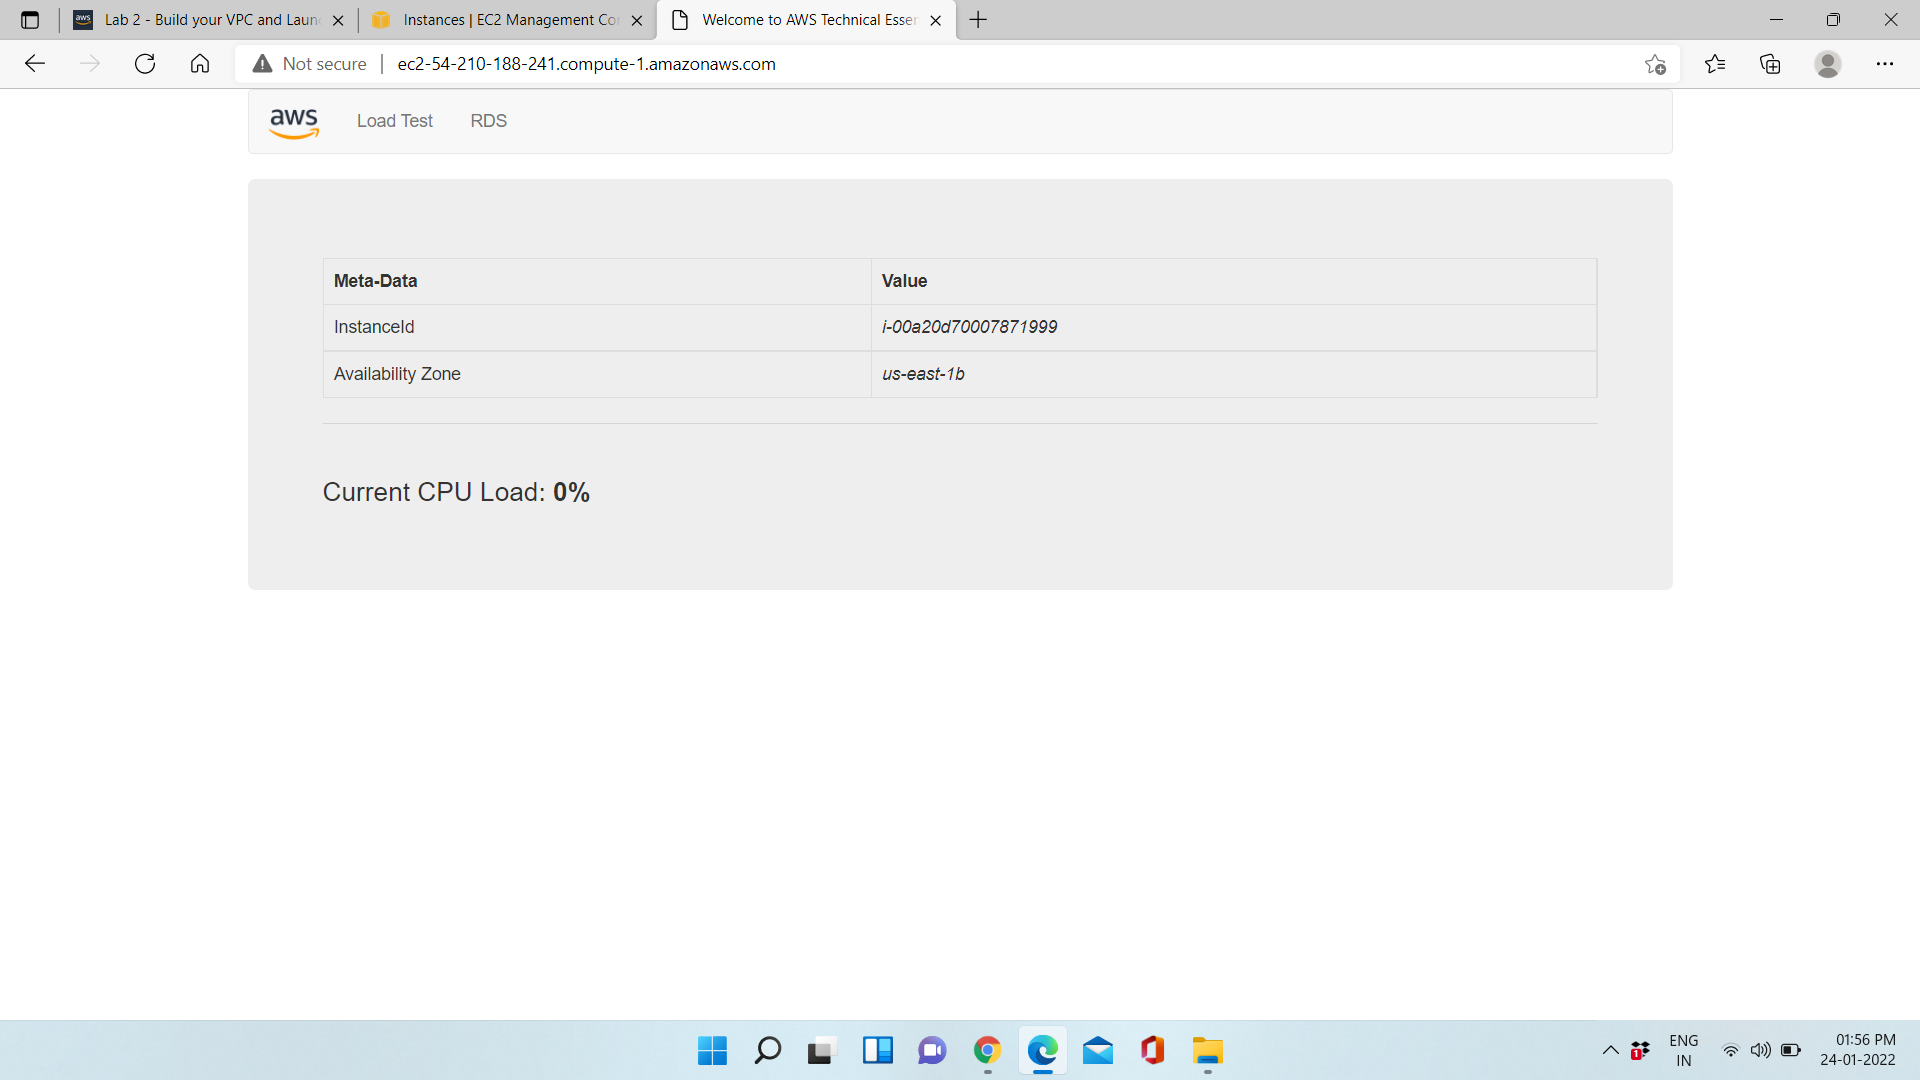 aws Lab 2 - Build your VPC and Laun
Instances | EC2 Management Co
Welcome to AWS Technical Esse
Not secure | ec2-54-210-188-241.compute-1.amazonaws.com
aws Load Test RDS
Meta-Data Value
InstanceId i-00a20d70007871999
Availability Zone us-east-1b
Current CPU Load: 0%
1
ENG
IN
01:56 PM
24-01-2022